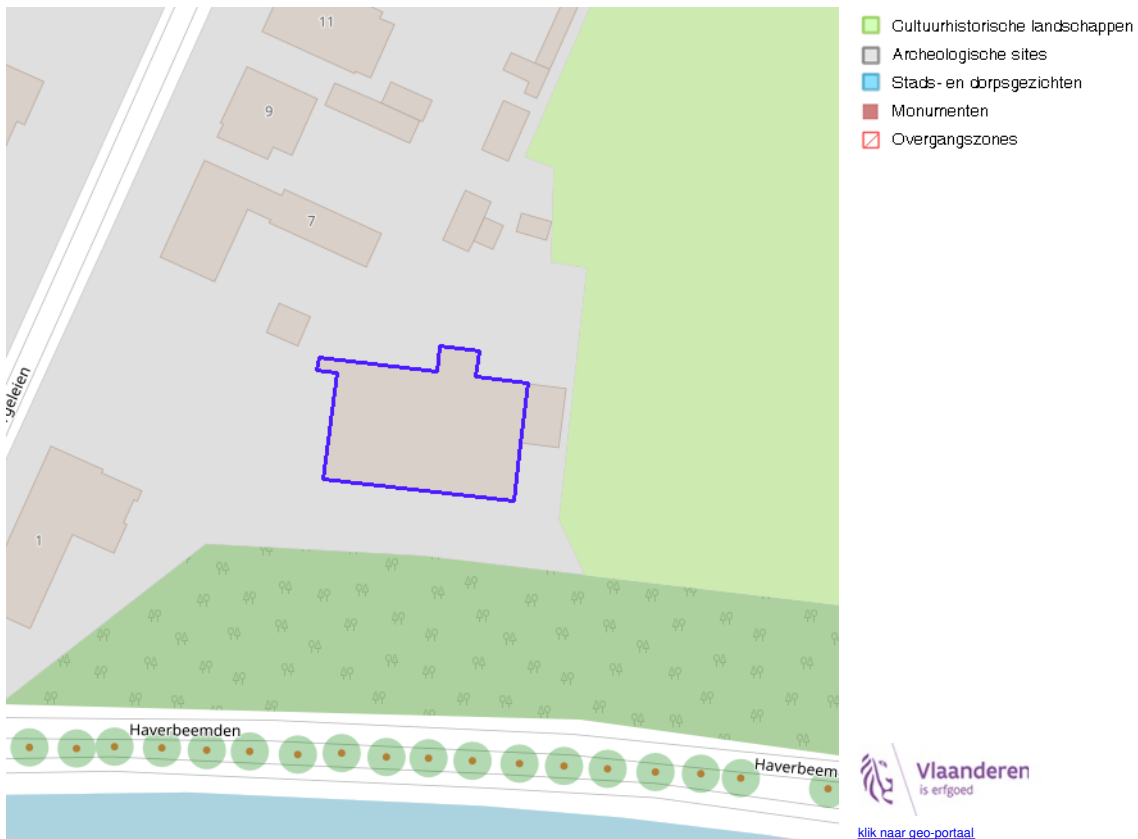 11
9
7
1
geleien
Haverbeemden
Haverbeem
Cultuurhistorische landschappen
Archeologische sites
Stads- en dorpsgezichten
Monumenten
Overgangszones
Vlaanderen
is erfgoed
klik naar geo-portaal